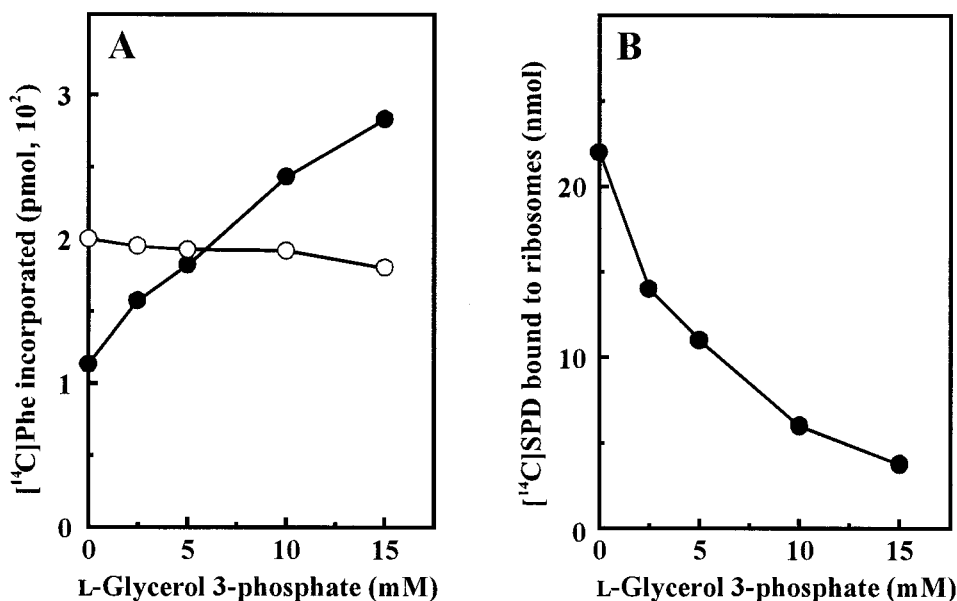 A
[¹⁴C]Phe incorporated (pmol, 10²)
3
2
1
0
0 5 10 15
L-Glycerol 3-phosphate (mM)
B
[¹⁴C]SPD bound to ribosomes (nmol)
20
10
0
0 5 10 15
L-Glycerol 3-phosphate (mM)